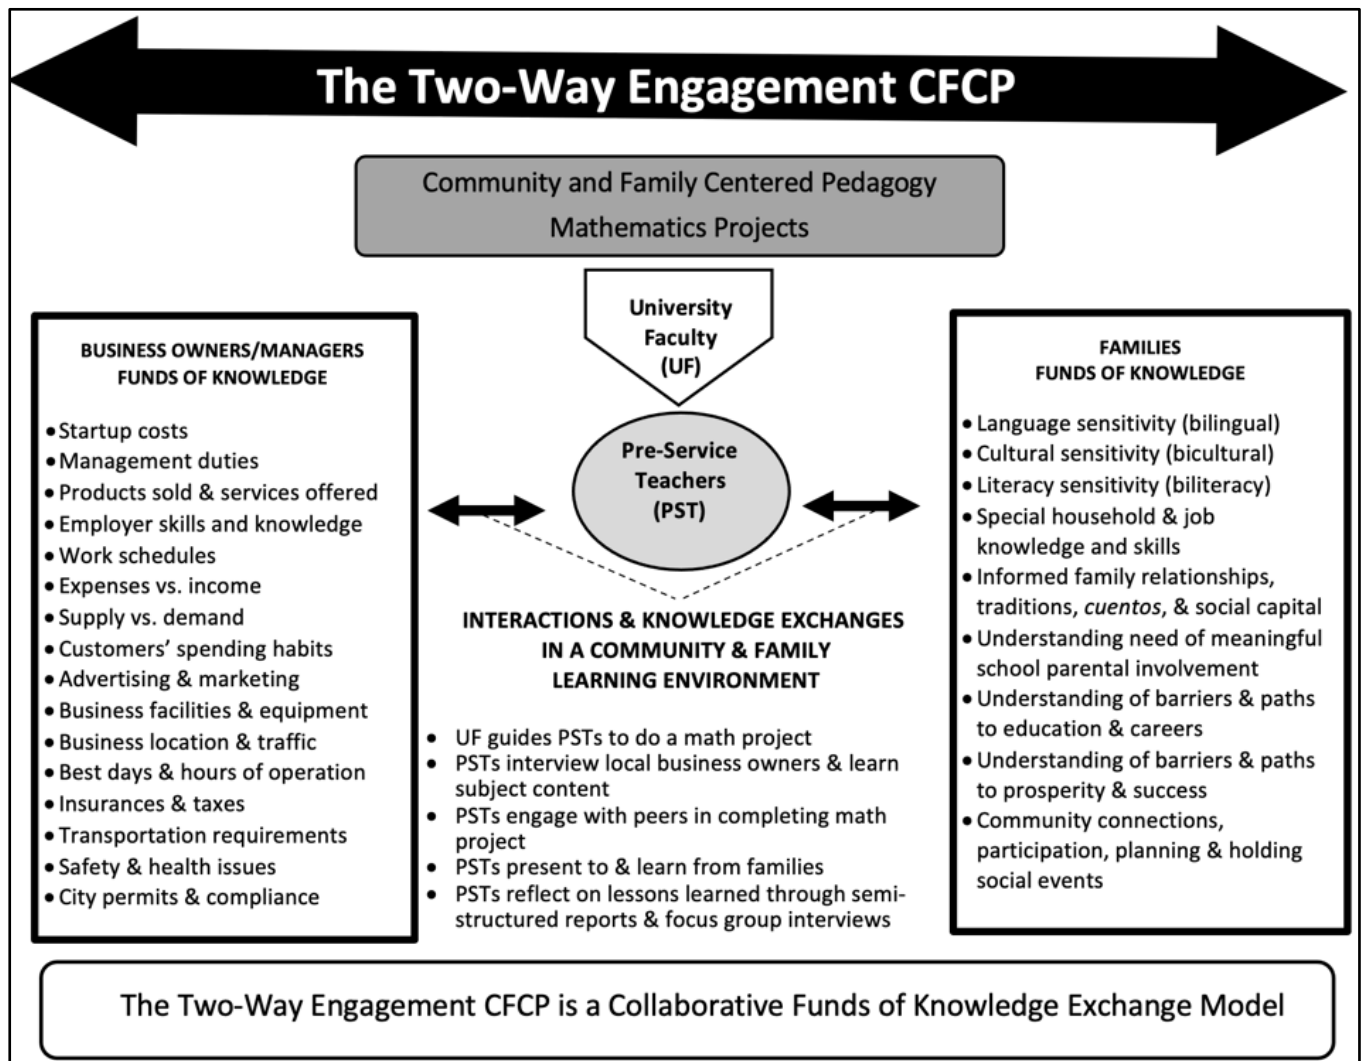 The Two-Way Engagement CFCP
Community and Family Centered Pedagogy
Mathematics Projects
University
Faculty
(UF)
Pre-Service
Teachers
(PST)
BUSINESS OWNERS/MANAGERS
FUNDS OF KNOWLEDGE
• Startup costs
• Management duties
• Products sold & services offered
• Employer skills and knowledge
• Work schedules
• Expenses vs. income
• Supply vs. demand
• Customers’ spending habits
• Advertising & marketing
• Business facilities & equipment
• Business location & traffic
• Best days & hours of operation
• Insurances & taxes
• Transportation requirements
• Safety & health issues
• City permits & compliance
INTERACTIONS & KNOWLEDGE EXCHANGES
IN A COMMUNITY & FAMILY
LEARNING ENVIRONMENT
• UF guides PSTs to do a math project
• PSTs interview local business owners & learn
subject content
• PSTs engage with peers in completing math
project
• PSTs present to & learn from families
• PSTs reflect on lessons learned through semi-
structured reports & focus group interviews
FAMILIES
FUNDS OF KNOWLEDGE
• Language sensitivity (bilingual)
• Cultural sensitivity (bicultural)
• Literacy sensitivity (biliteracy)
• Special household & job
knowledge and skills
• Informed family relationships,
traditions, cuentos, & social capital
• Understanding need of meaningful
school parental involvement
• Understanding of barriers & paths
to education & careers
• Understanding of barriers & paths
to prosperity & success
• Community connections,
participation, planning & holding
social events
The Two-Way Engagement CFCP is a Collaborative Funds of Knowledge Exchange Model